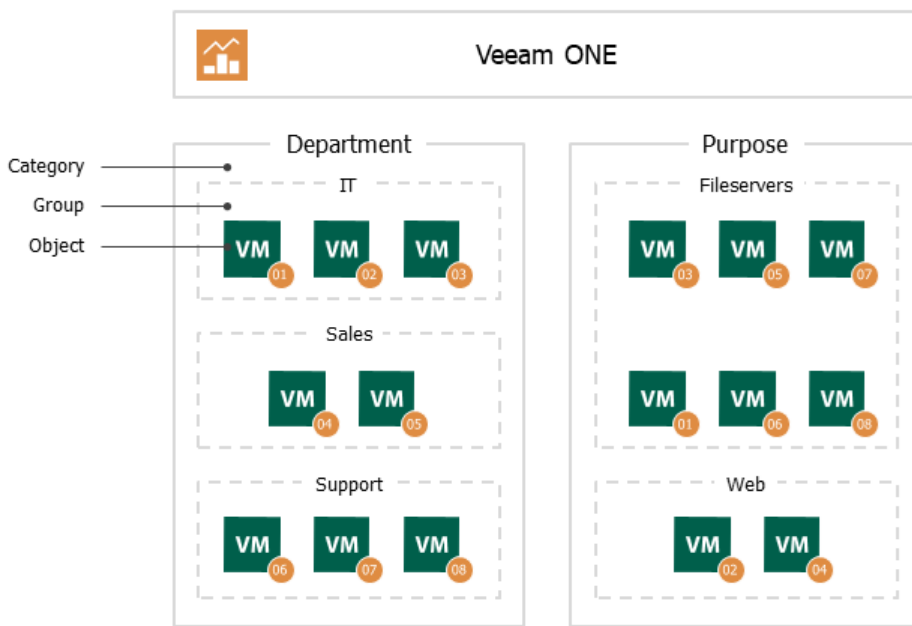 Veeam ONE
Department
Category
IT
Group
Object
VM VM VM
01 02 03
Sales
VM VM
04 05
Support
VM VM VM
06 07 08
Purpose
Fileservers
VM VM VM
03 05 07
VM VM VM
01 06 08
Web
VM VM
02 04